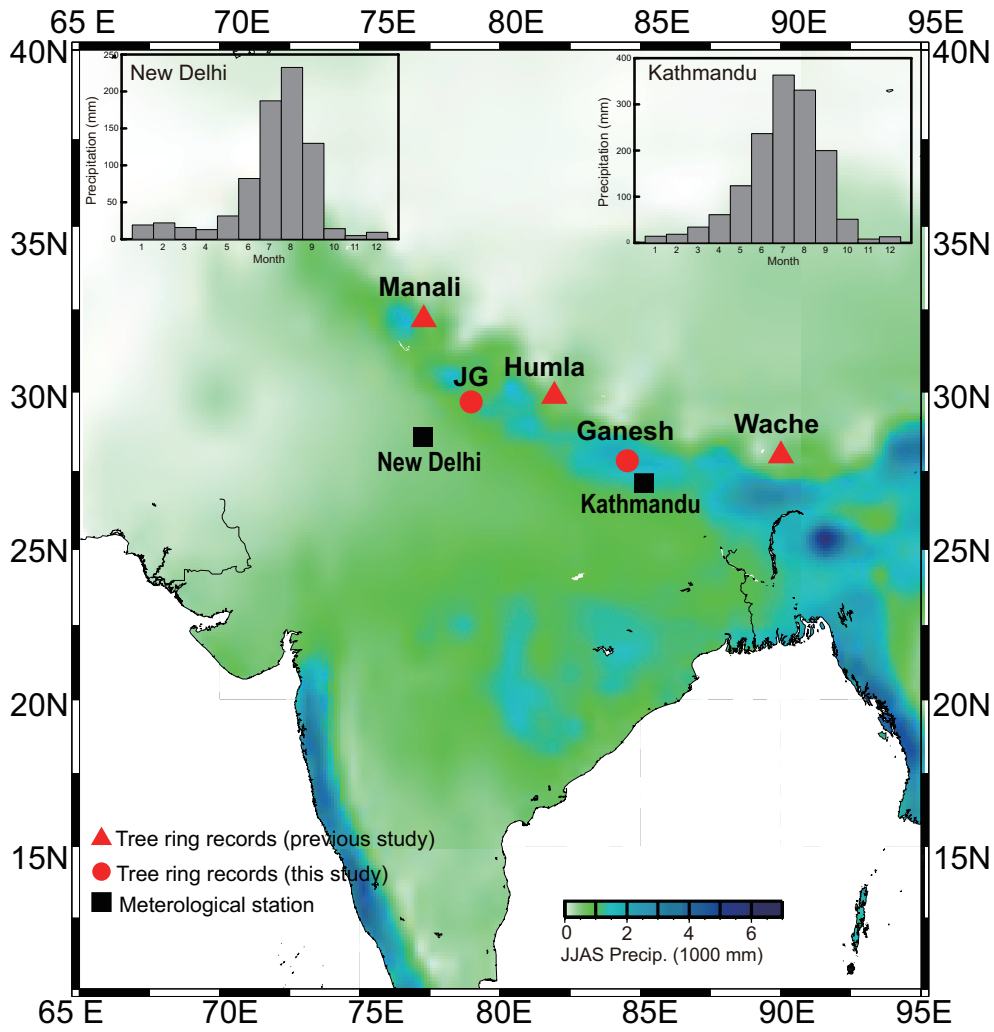 65 E 70E 75E 80E 85E 90E 95E
40N 40N
250 New Delhi
200
150
100
50
0
Precipitation (mm)
1 2 3 4 5 6 7 8 9 10 11 12
Month
400 Kathmandu
300
200
100
0
Precipitation (mm)
1 2 3 4 5 6 7 8 9 10 11 12
Month
35N 35N
Manali
JG Humla
30N 30N
Ganesh Wache
New Delhi
Kathmandu
25N 25N
20N 20N
Tree ring records (previous study)
15N 15N
Tree ring records (this study)
Meterological station
0 2 4 6
JJAS Precip. (1000 mm)
65 E 70E 75E 80E 85E 90E 95E